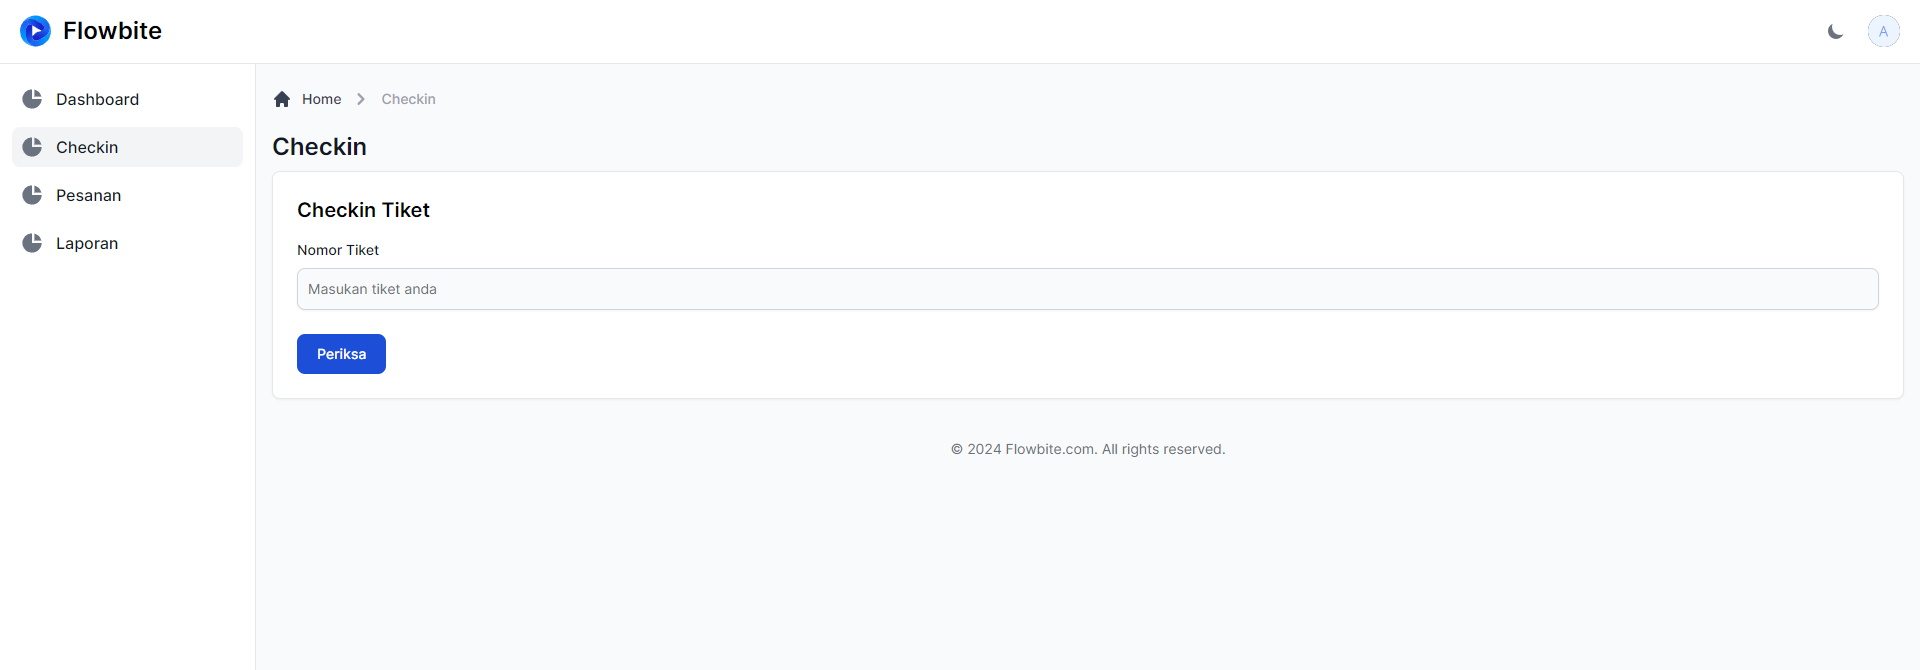 Flowbite
A
Dashboard
Checkin
Pesanan
Laporan
Home
Checkin
Checkin
Checkin Tiket
Nomor Tiket
Masukan tiket anda
Periksa
© 2024 Flowbite.com. All rights reserved.